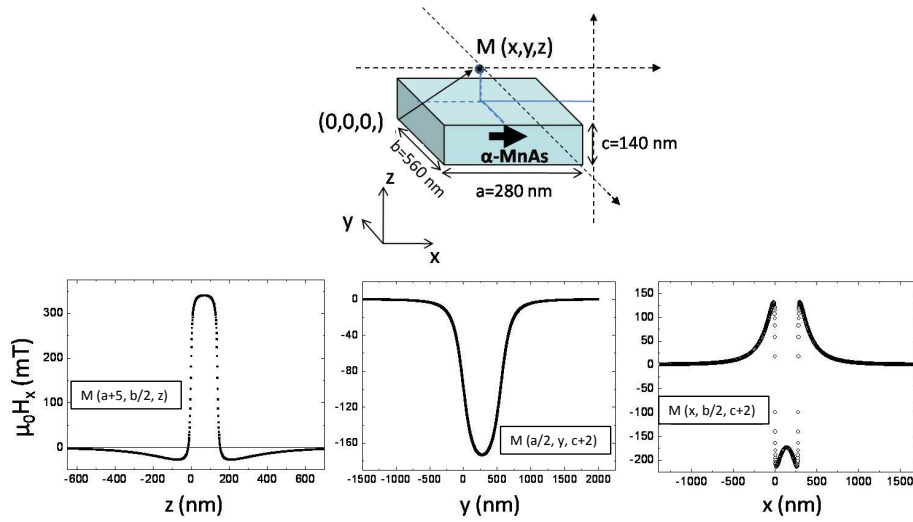 M (x,y,z)
(0,0,0,)
b=560 nm
α-MnAs
c=140 nm
a=280 nm
z
y
x
μ₀Hₓ (mT)
300
200
100
0
M (a+5, b/2, z)
-600 -400 -200 0 200 400 600
z (nm)
0
-40
-80
-120
-160
M (a/2, y, c+2)
-1500 -1000 -500 0 500 1000 1500 2000
y (nm)
150
100
50
0
-50
-100
-150
-200
M (x, b/2, c+2)
-1000 -500 0 500 1000 1500
x (nm)